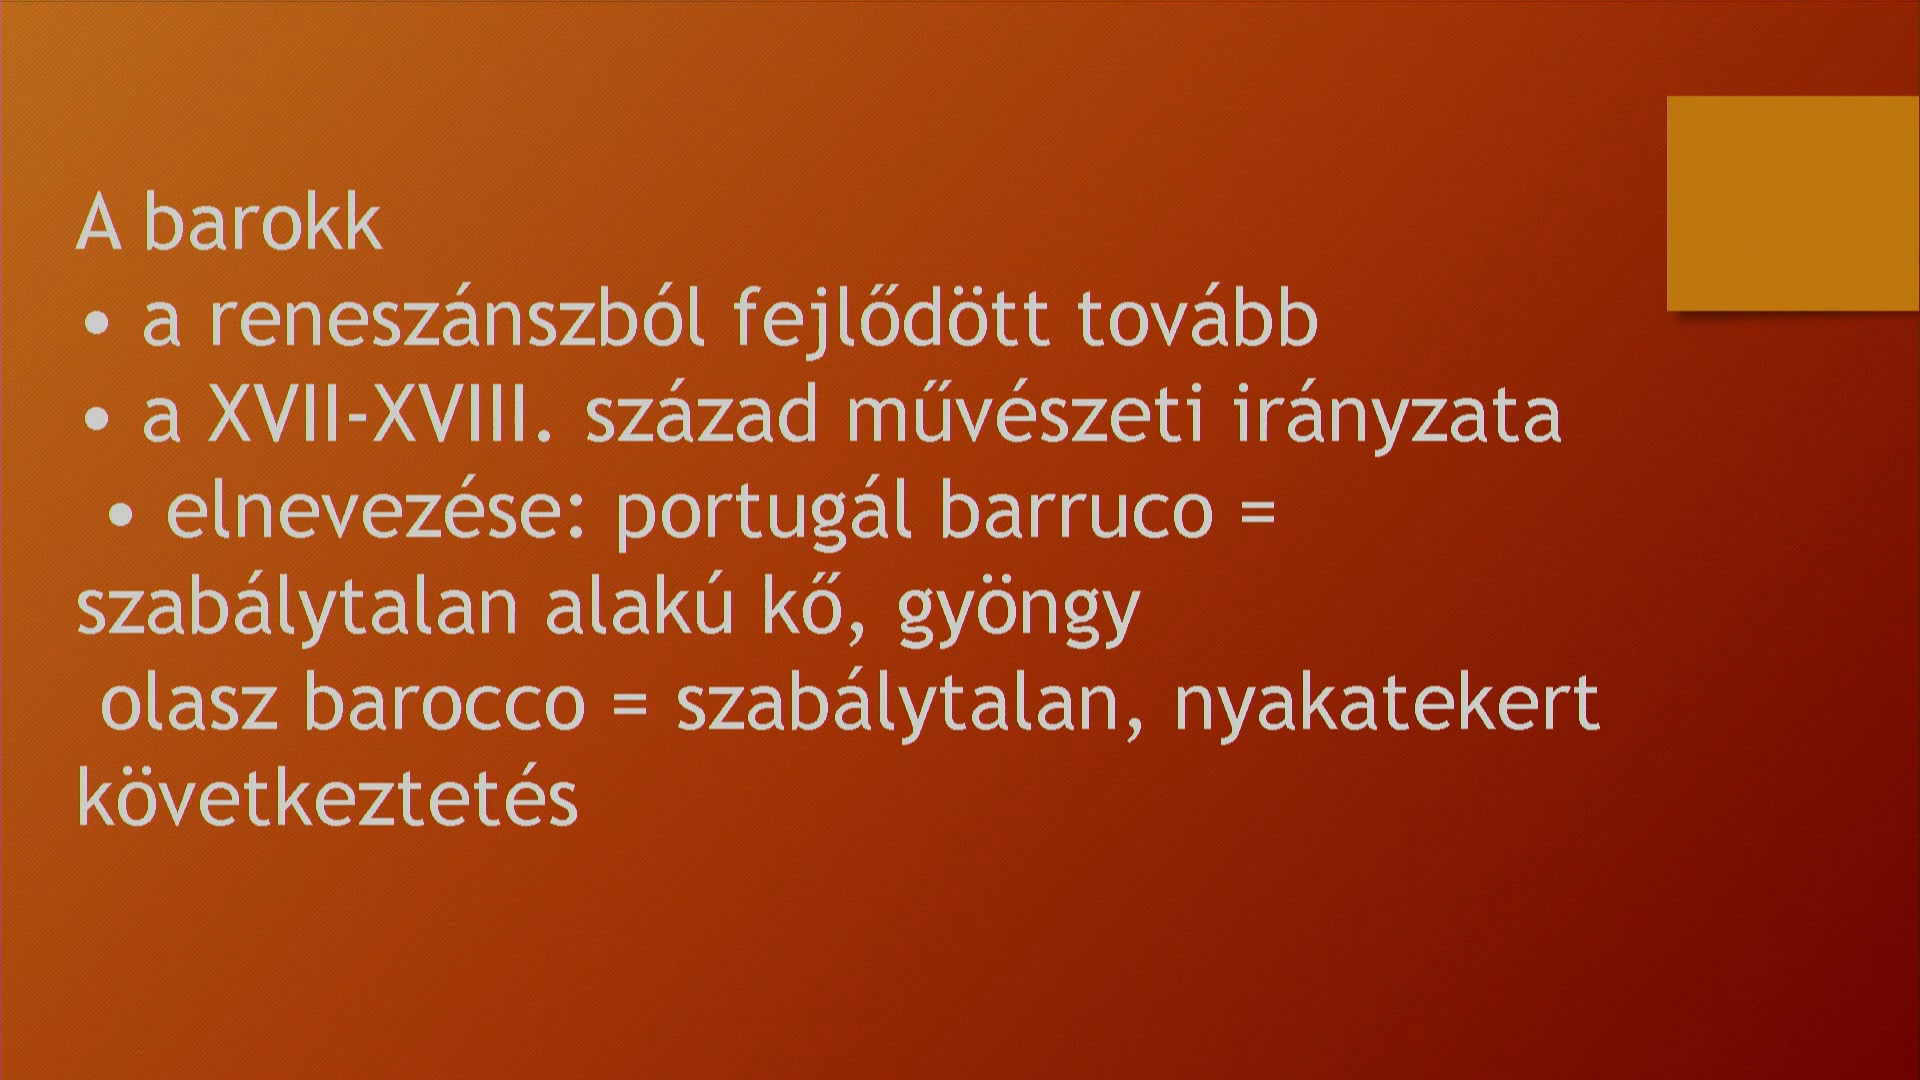 A barokk
• a reneszánszból fejlődött tovább
• a XVII-XVIII. század művészeti irányzata
• elnevezése: portugál barruco =
szabálytalan alakú kő, gyöngy
olasz barocco = szabálytalan, nyakatekert
következtetés